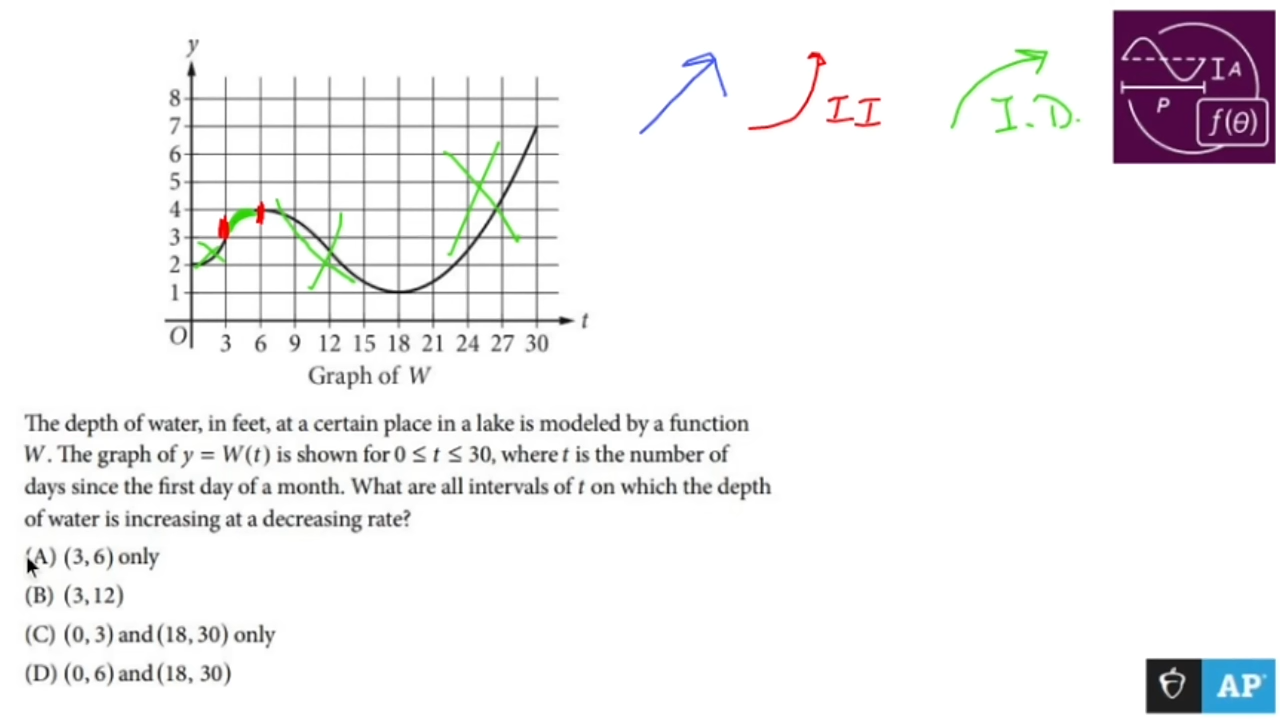 y
8
7
6
5
4
3
2
1
O 3 6 9 12 15 18 21 24 27 30 t
Graph of W
II
I.D.
I A
P
f(θ)
The depth of water, in feet, at a certain place in a lake is modeled by a function
W. The graph of y = W(t) is shown for 0 ≤ t ≤ 30, where t is the number of
days since the first day of a month. What are all intervals of t on which the depth
of water is increasing at a decreasing rate?
(A) (3, 6) only
(B) (3, 12)
(C) (0, 3) and (18, 30) only
(D) (0, 6) and (18, 30)
AP